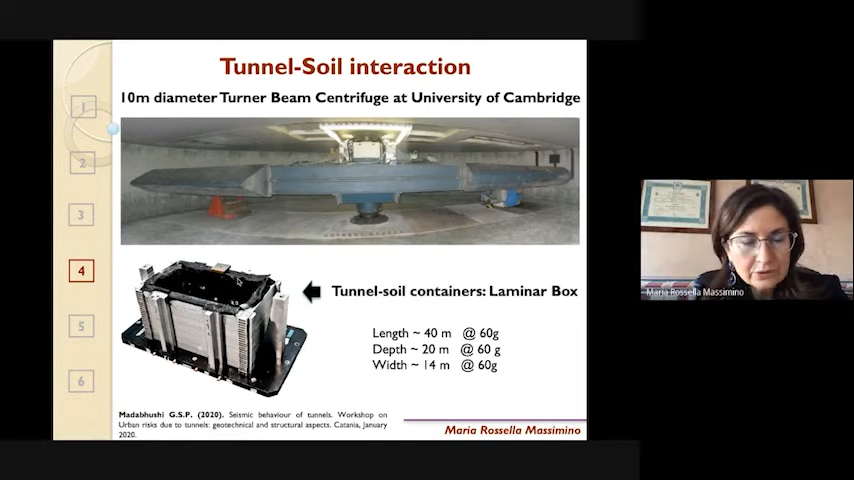 Tunnel-Soil interaction
10m diameter Turner Beam Centrifuge at University of Cambridge
1
2
3
4
5
6
Tunnel-soil containers: Laminar Box
Length ~ 40 m @ 60g
Depth ~ 20 m @ 60 g
Width ~ 14 m @ 60g
Madabhushi G.S.P. (2020). Seismic behaviour of tunnels. Workshop on
Urban risks due to tunnels: geotechnical and structural aspects. Catania, January
2020.
Maria Rossella Massimino
Maria Rossella Massimino